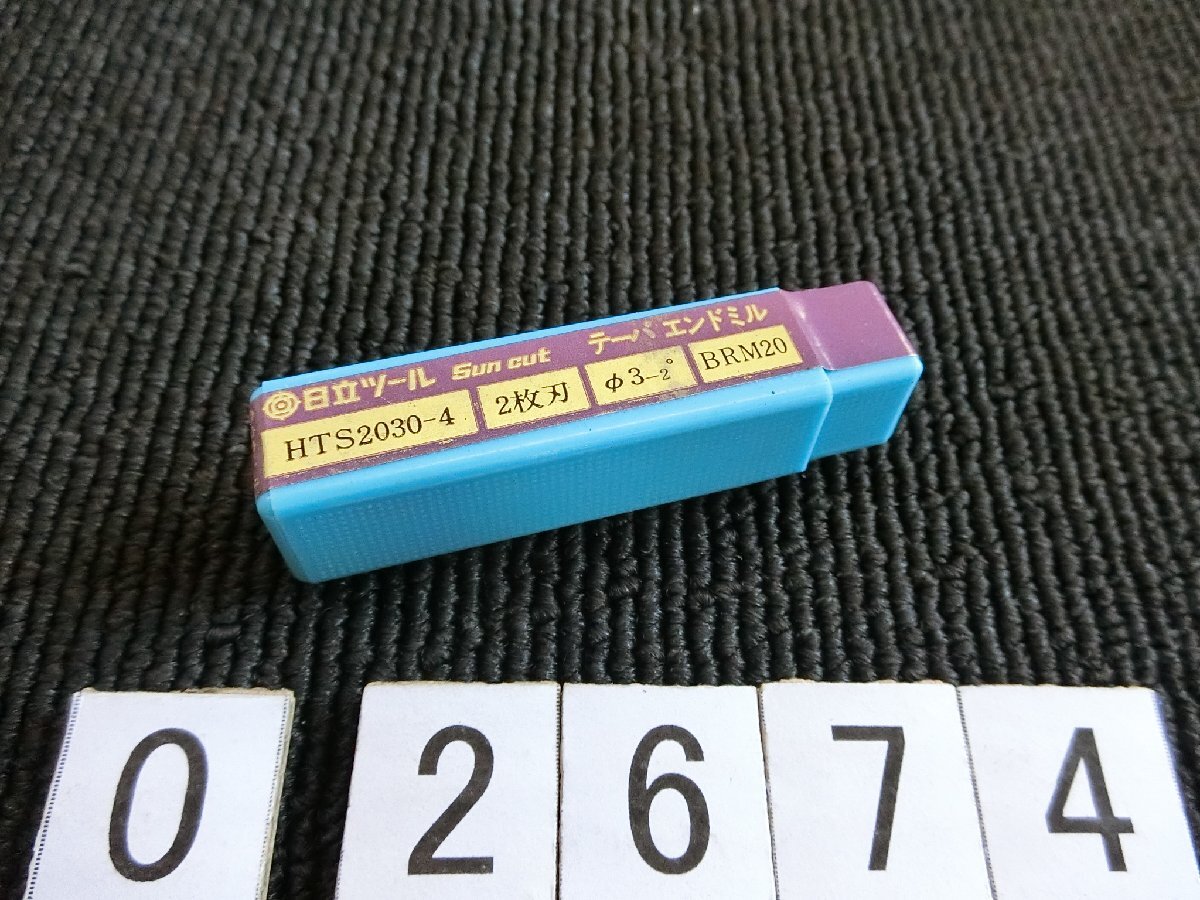 日立ツール Sun cut テーパエンドミル
HTS2030-4 2枚刃 φ3-2° BRM20
0 2 6 7 4